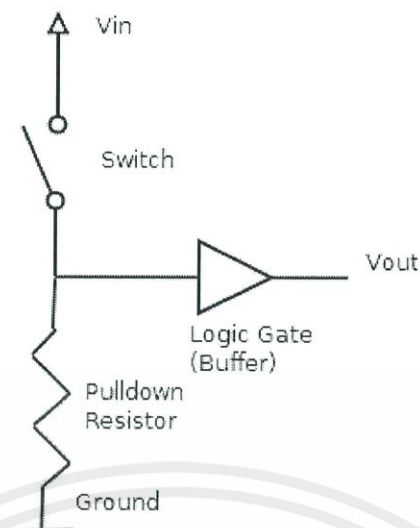 Vin
Switch
Vout
Logic Gate
(Buffer)
Pulldown
Resistor
Ground